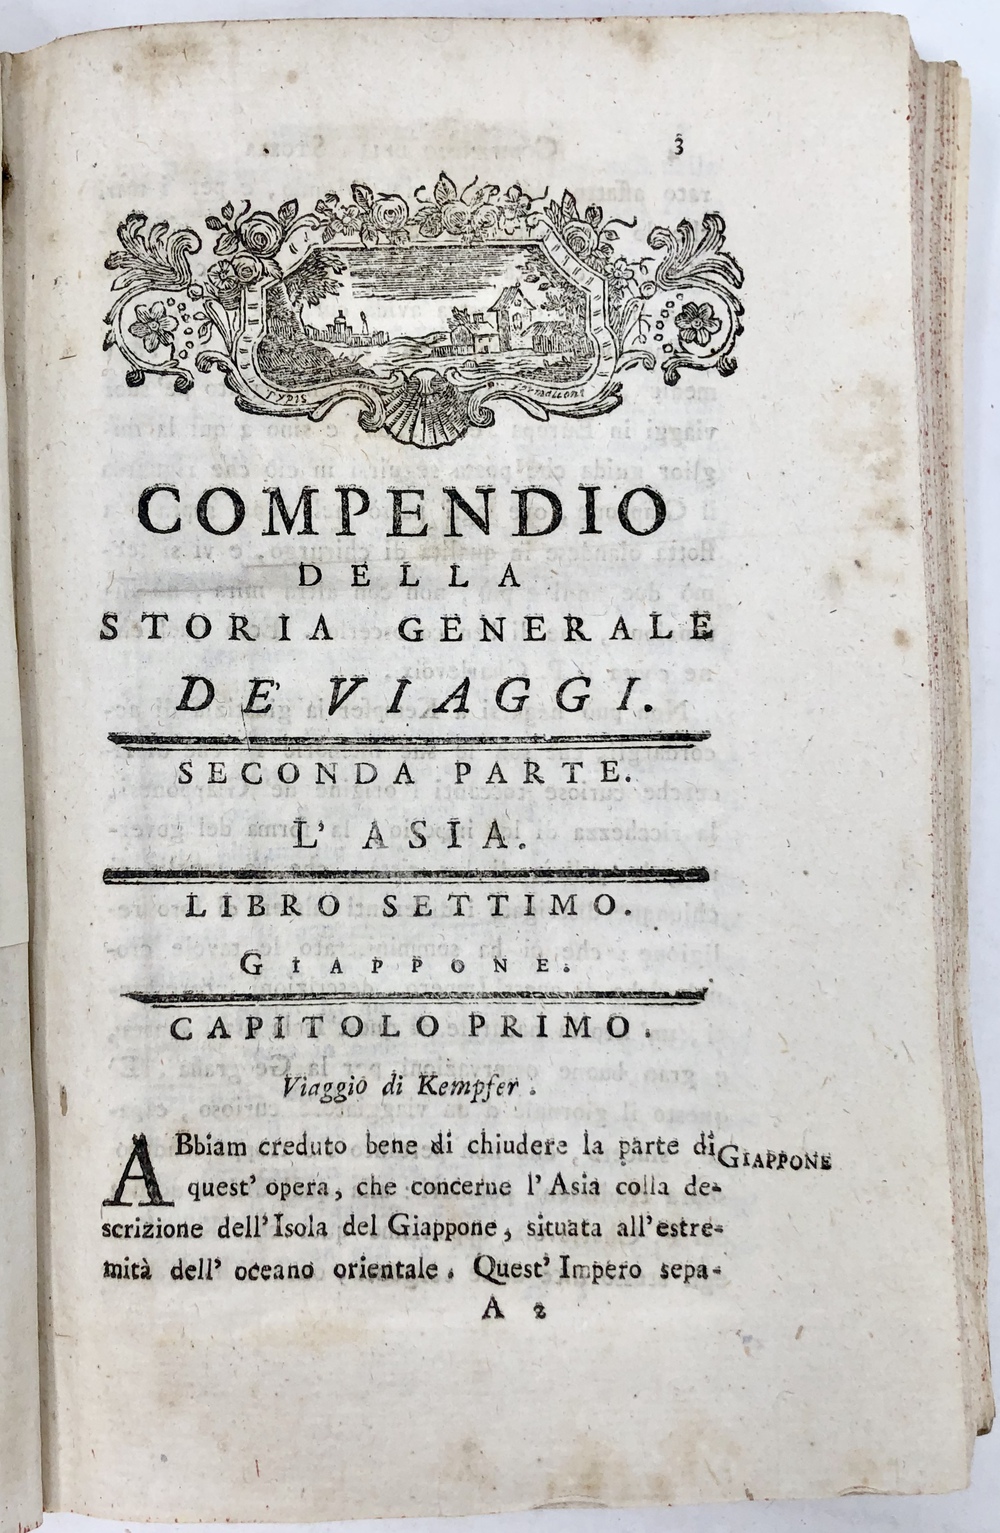 3
Typis
Formaleoni
COMPENDIO
DELLA
STORIA GENERALE
DE' VIAGGI.
SECONDA PARTE.
L' ASIA.
LIBRO SETTIMO.
GIAPPONE.
CAPITOLO PRIMO.
Viaggio di Kempfer.
ABbiam creduto bene di chiudere la parte di GIAPPONE
quest' opera, che concerne l' Asia colla de-
scrizione dell' Isola del Giappone, situata all' estre-
mità dell' oceano orientale. Quest' Impero sepa-
A 2